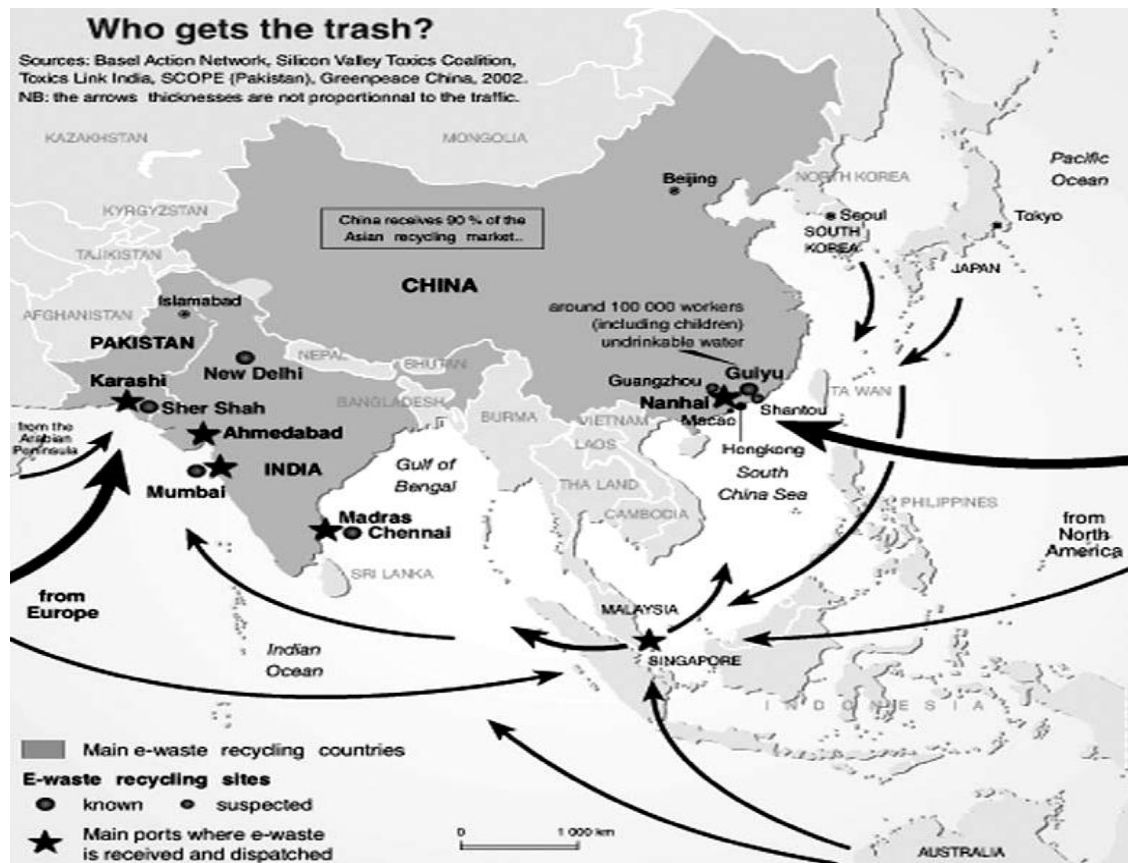 Who gets the trash?
Sources: Basel Action Network, Silicon Valley Toxics Coalition,
Toxics Link India, SCOPE (Pakistan), Greenpeace China, 2002.
NB: the arrows thicknesses are not proportionnal to the traffic.
KAZAKHSTAN
MONGOLIA
Pacific
Ocean
Beijing
NORTH KOREA
KYRGYZSTAN
China receives 90 % of the
Asian recycling market..
Seoul
SOUTH
KOREA
Tokyo
TAJIKISTAN
JAPAN
CHINA
Islamabad
AFGHANISTAN
around 100 000 workers
(including children)
undrinkable water
PAKISTAN
NEPAL
BHUTAN
New Delhi
Karashi
Guiyu
Guangzhou
TA WAN
Sher Shah
BANGLADESH
Nanhai
Shantou
Macao
BURMA
VIETNAM
from the
Arabian
Peninsula
Ahmedabad
LAOS
Hongkong
INDIA
Gulf of
Bengal
South
China Sea
Mumbai
THA LAND
PHILIPPINES
CAMBODIA
Madras
Chennai
from
North
America
SRI LANKA
from
Europe
MALAYSIA
Indian
Ocean
SINGAPORE
INDONESIA
Main e-waste recycling countries
E-waste recycling sites
known suspected
Main ports where e-waste
is received and dispatched
0 1 000 km
AUSTRALIA